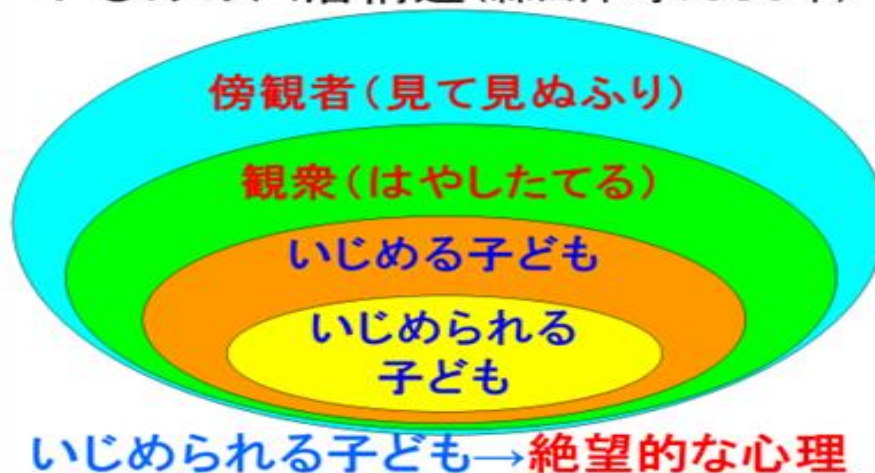 傍観者（見て見ぬふり）
観衆（はやしたてる）
いじめる子ども
いじめられる
子ども
いじめられる子ども→絶望的な心理